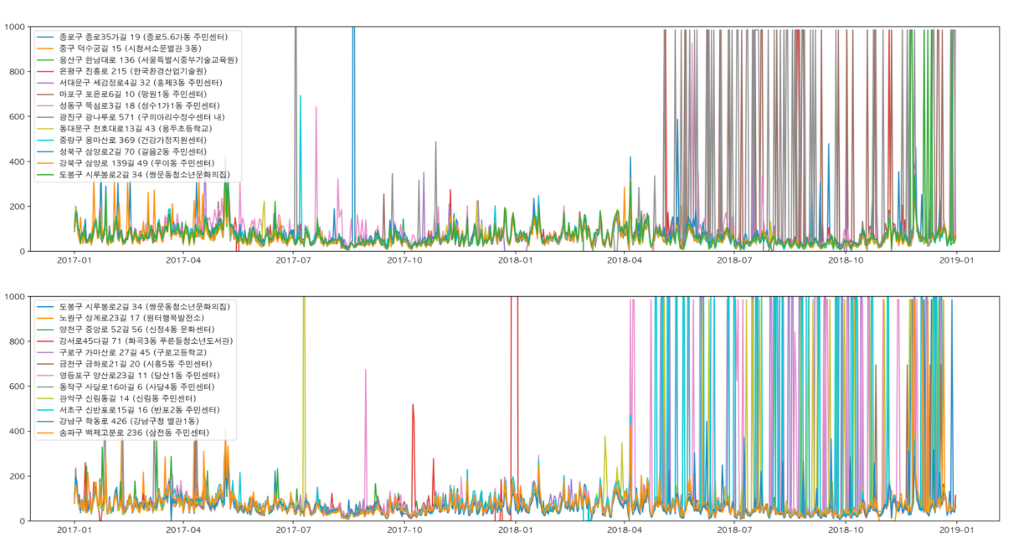 1000
800
600
400
200
0
종로구 종로35가길 19 (종로5.6가동 주민센터)
중구 덕수궁길 15 (시청서소문별관 3동)
용산구 한남대로 136 (서울특별시중부기술교육원)
은평구 진흥로 215 (한국환경산업기술원)
서대문구 세검정로4길 32 (홍제3동 주민센터)
마포구 포은로6길 10 (망원1동 주민센터)
성동구 뚝섬로3길 18 (성수1가1동 주민센터)
광진구 광나루로 571 (구의아리수정수센터 내)
동대문구 천호대로13길 43 (용두초등학교)
중랑구 용마산로 369 (건강가정지원센터)
성북구 삼양로2길 70 (길음2동 주민센터)
강북구 삼양로 139길 49 (우이동 주민센터)
도봉구 시루봉로2길 34 (쌍문동청소년문화의집)
2017-01 2017-04 2017-07 2017-10 2018-01 2018-04 2018-07 2018-10 2019-01
1000
800
600
400
200
0
도봉구 시루봉로2길 34 (쌍문동청소년문화의집)
노원구 상계로23길 17 (원터행복발전소)
양천구 중앙로 52길 56 (신정4동 문화센터)
강서로45다길 71 (화곡3동 푸른들청소년도서관)
구로구 가마산로 27길 45 (구로고등학교)
금천구 금하로21길 20 (시흥5동 주민센터)
영등포구 양산로23길 11 (당산1동 주민센터)
동작구 사당로16아길 6 (사당4동 주민센터)
관악구 신림동길 14 (신림동 주민센터)
서초구 신반포로15길 16 (반포2동 주민센터)
강남구 학동로 426 (강남구청 별관1동)
송파구 백제고분로 236 (삼전동 주민센터)
2017-01 2017-04 2017-07 2017-10 2018-01 2018-04 2018-07 2018-10 2019-01